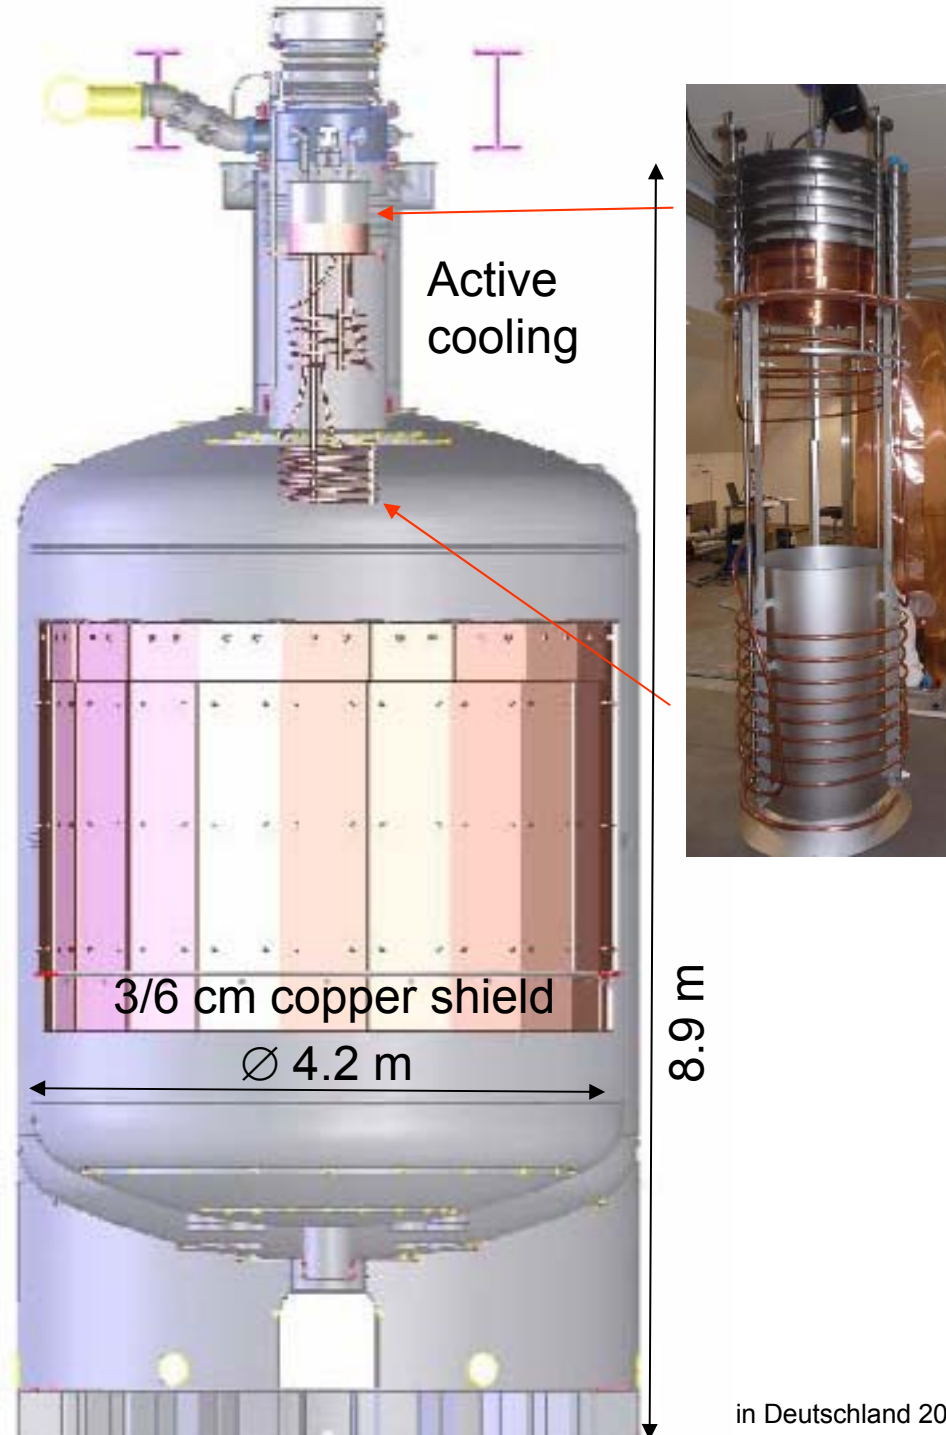 Active
cooling
3/6 cm copper shield
∅ 4.2 m
8.9 m
in Deutschland 20